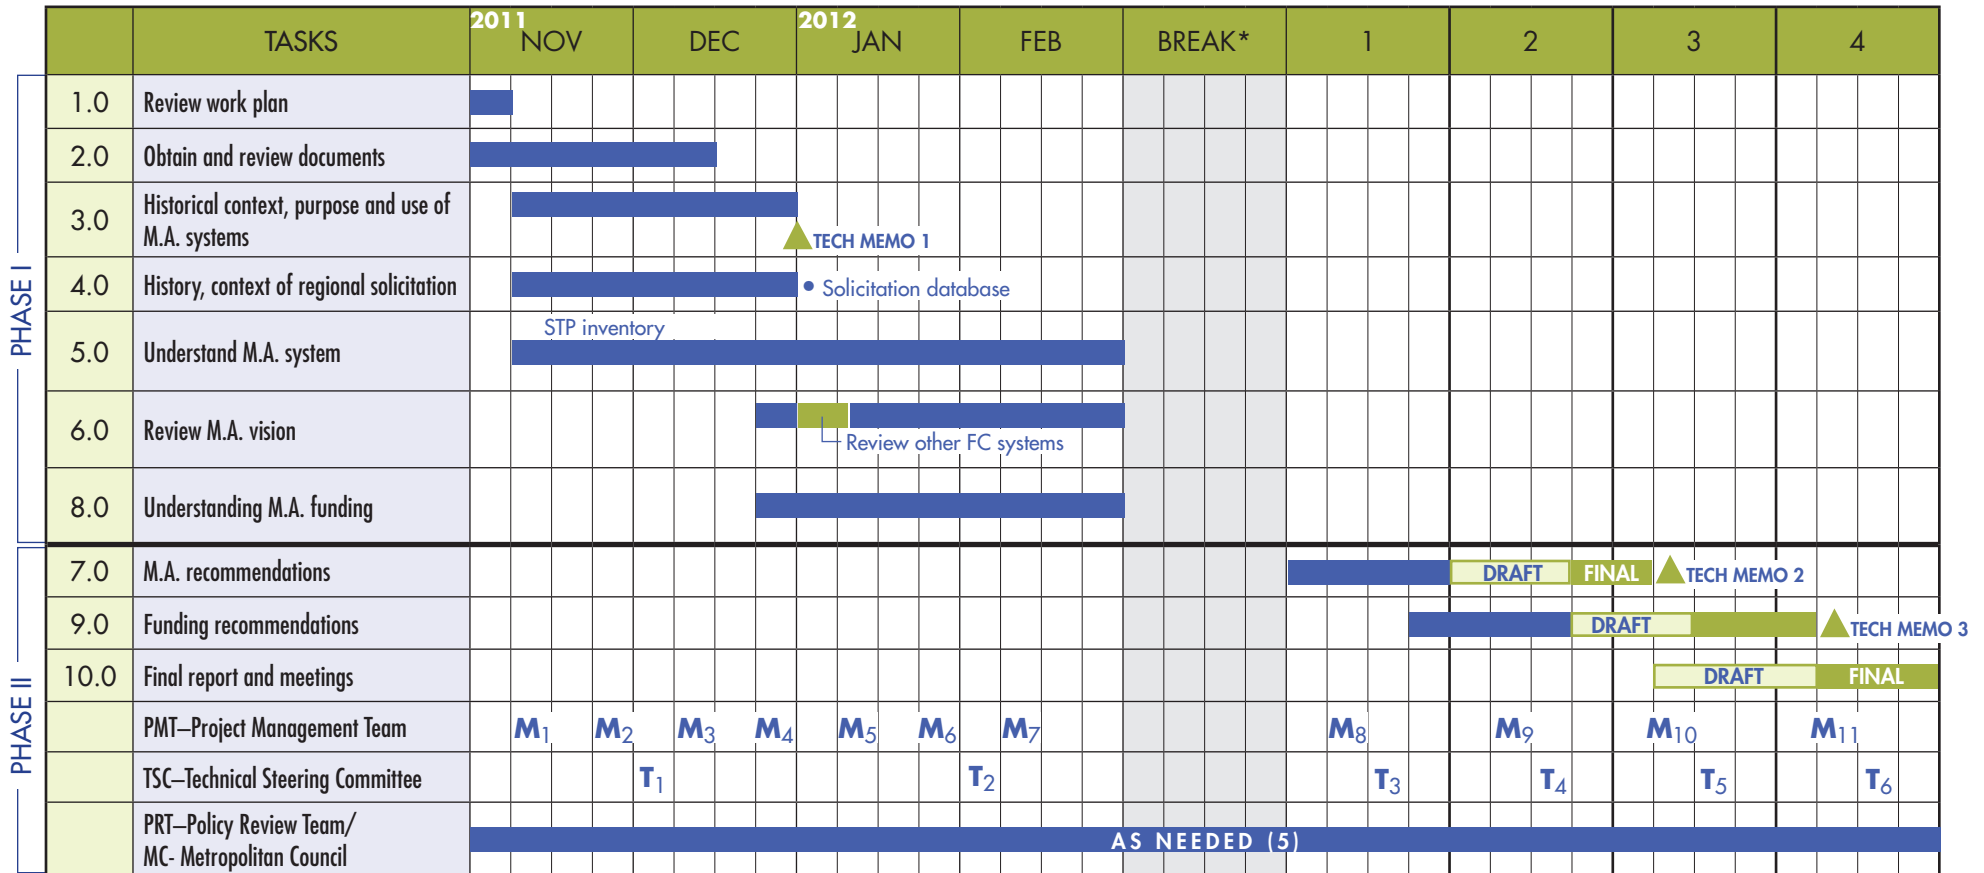 TASKS
2011
NOV
DEC
2012
JAN
FEB
BREAK*
1
2
3
4
PHASE I
1.0
Review work plan
2.0
Obtain and review documents
3.0
Historical context, purpose and use of
M.A. systems
TECH MEMO 1
4.0
History, context of regional solicitation
• Solicitation database
5.0
Understand M.A. system
STP inventory
6.0
Review M.A. vision
Review other FC systems
8.0
Understanding M.A. funding
PHASE II
7.0
M.A. recommendations
DRAFT
FINAL
TECH MEMO 2
9.0
Funding recommendations
DRAFT
TECH MEMO 3
10.0
Final report and meetings
DRAFT
FINAL
PMT–Project Management Team
M1
M2
M3
M4
M5
M6
M7
M8
M9
M10
M11
TSC–Technical Steering Committee
T1
T2
T3
T4
T5
T6
PRT–Policy Review Team/
MC- Metropolitan Council
AS NEEDED (5)